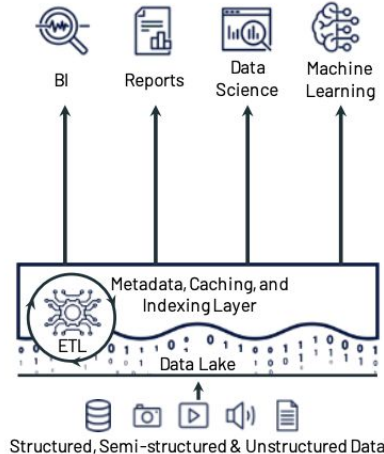 BI
Reports
Data
Science
Machine
Learning
Metadata, Caching, and
Indexing Layer
ETL
Data Lake
Structured, Semi-structured & Unstructured Data